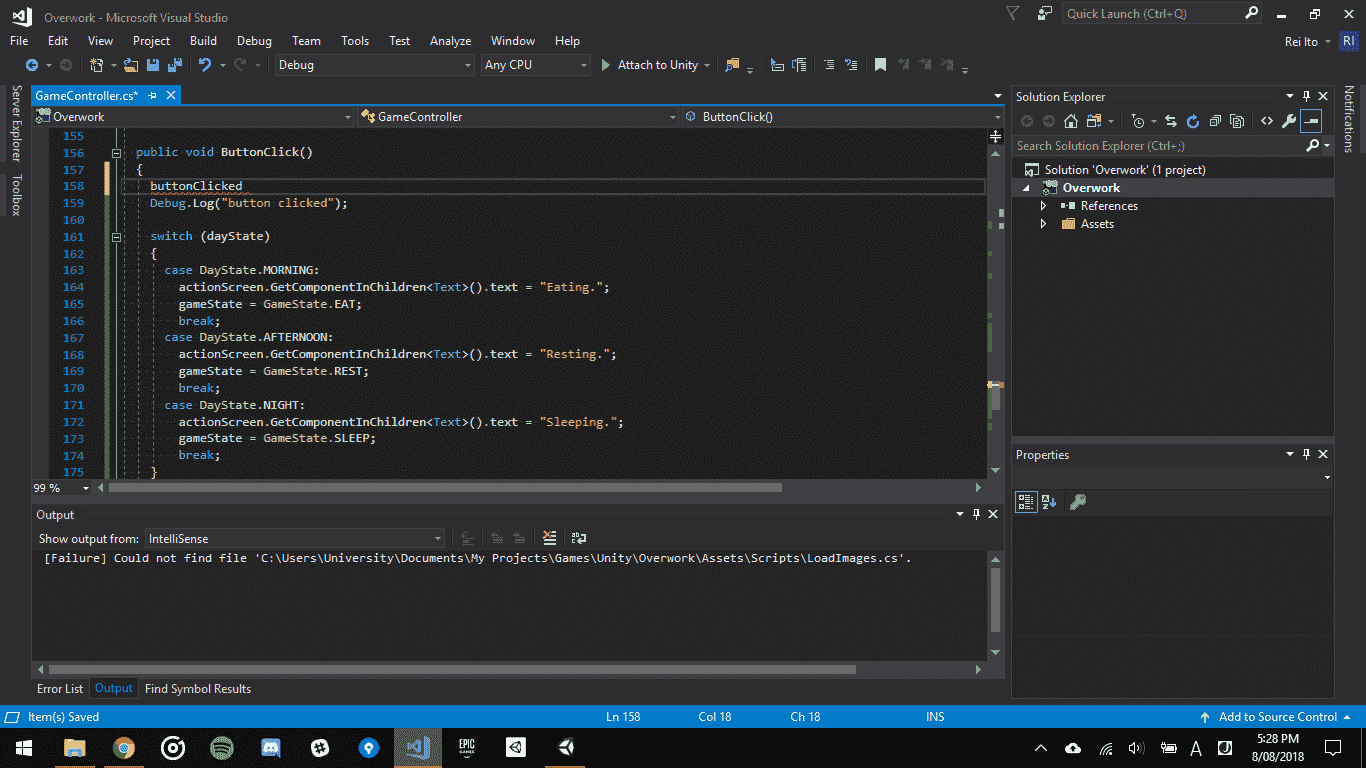 Overwork - Microsoft Visual Studio
Quick Launch (Ctrl+Q)
File Edit View Project Build Debug Team Tools Test Analyze Window Help
Rei Ito RI
Debug Any CPU Attach to Unity
Server Explorer
Toolbox
GameController.cs*
Overwork GameController ButtonClick()
155
156 public void ButtonClick()
157 {
158 buttonClicked
159 Debug.Log("button clicked");
160
161 switch (dayState)
162 {
163 case DayState.MORNING:
164 actionScreen.GetComponentInChildren<Text>().text = "Eating.";
165 gameState = GameState.EAT;
166 break;
167 case DayState.AFTERNOON:
168 actionScreen.GetComponentInChildren<Text>().text = "Resting.";
169 gameState = GameState.REST;
170 break;
171 case DayState.NIGHT:
172 actionScreen.GetComponentInChildren<Text>().text = "Sleeping.";
173 gameState = GameState.SLEEP;
174 break;
175 }
99 %
Output
Show output from: IntelliSense
[Failure] Could not find file 'C:\Users\University\Documents\My Projects\Games\Unity\Overwork\Assets\Scripts\LoadImages.cs'.
Error List Output Find Symbol Results
Solution Explorer
Search Solution Explorer (Ctrl+;)
Solution 'Overwork' (1 project)
Overwork
References
Assets
Properties
Notifications
Item(s) Saved Ln 158 Col 18 Ch 18 INS Add to Source Control
EPIC
GAMES
A
5:28 PM
8/08/2018